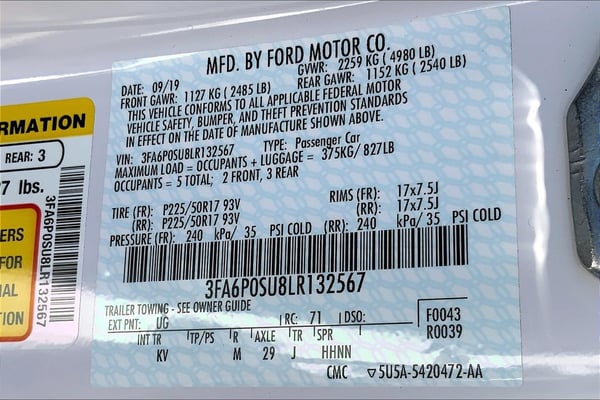 MFD. BY FORD MOTOR CO.
DATE: 09/19 GVWR: 2259 KG ( 4980 LB)
FRONT GAWR: 1127 KG ( 2485 LB) REAR GAWR: 1152 KG ( 2540 LB)
THIS VEHICLE CONFORMS TO ALL APPLICABLE FEDERAL MOTOR
VEHICLE SAFETY, BUMPER, AND THEFT PREVENTION STANDARDS
IN EFFECT ON THE DATE OF MANUFACTURE SHOWN ABOVE.
VIN: 3FA6P0SU8LR132567 TYPE: Passenger Car
MAXIMUM LOAD = OCCUPANTS + LUGGAGE = 375KG/ 827LB
OCCUPANTS = 5 TOTAL; 2 FRONT, 3 REAR
TIRE (FR): P225/50R17 93V RIMS (FR): 17x7.5J
(RR): P225/50R17 93V (RR): 17x7.5J
PRESSURE (FR): 240 kPa/ 35 PSI COLD (RR): 240 kPa/ 35 PSI COLD
3FA6P0SU8LR132567
TRAILER TOWING - SEE OWNER GUIDE
EXT PNT: UG RC: 71 DSO: F0043
R0039
INT TR TP/PS R AXLE TR SPR
KV M 29 J HHNN
CMC ▽5U5A-5420472-AA
RMATION
REAR: 3
7 lbs.
3FA6P0SU8LR132567
ERS
FOR
IAL
TION